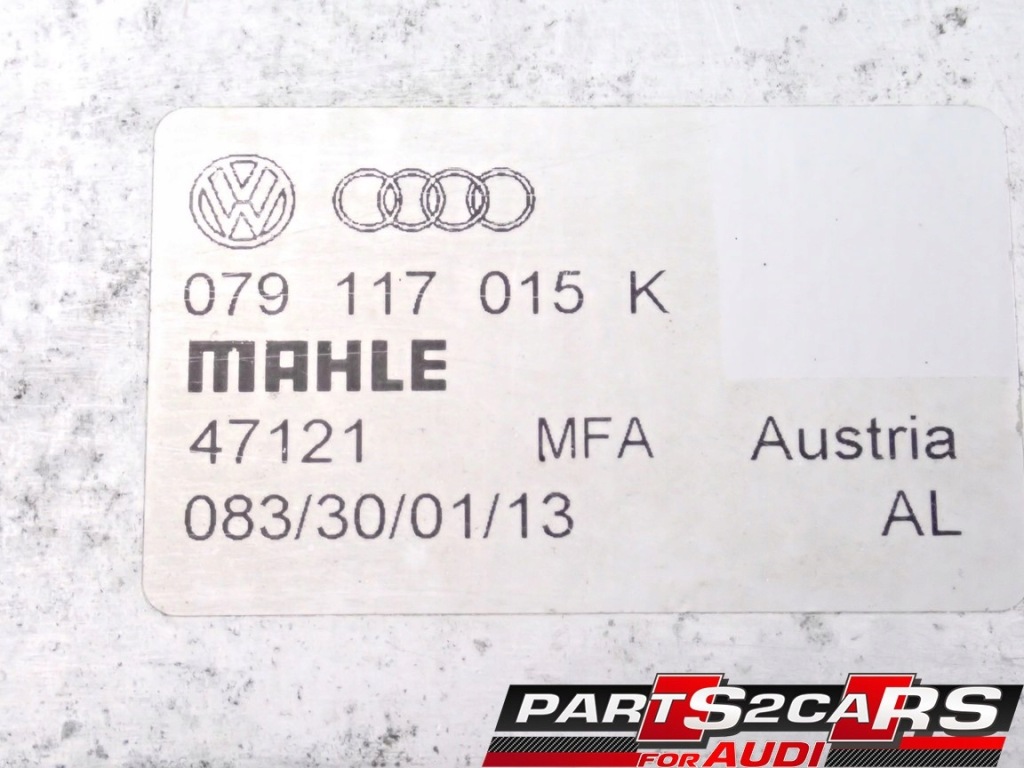 079 117 015 K
MAHLE
47121 MFA Austria
083/30/01/13 AL
PARTS2CARS
FOR AUDI